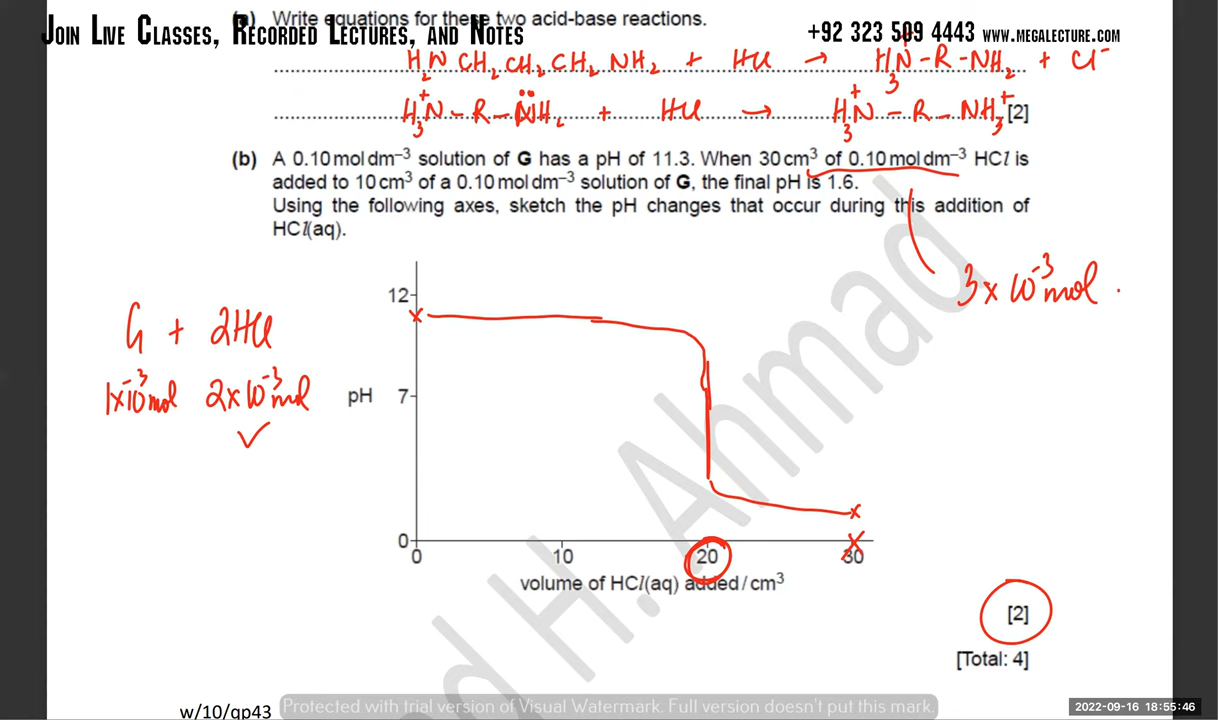 (a) Write equations for these two acid-base reactions.
JOIN LIVE CLASSES, RECORDED LECTURES, AND NOTES
+92 323 509 4443 WWW.MEGALECTURE.COM
H₂N CH₂ CH₂ CH₂ NH₂ + HCl → H₃N⁺ – R – NH₂ + Cl⁻
H₃N⁺ – R – N̈H₂ + HCl → H₃N⁺ – R – NH₃⁺ [2]
(b) A 0.10 mol dm⁻³ solution of G has a pH of 11.3. When 30 cm³ of 0.10 mol dm⁻³ HCl is
added to 10 cm³ of a 0.10 mol dm⁻³ solution of G, the final pH is 1.6.
Using the following axes, sketch the pH changes that occur during this addition of
HCl(aq).
3 × 10⁻³ mol.
G + 2HCl
1×10⁻³ mol 2×10⁻³ mol
12
pH 7
0
0 10 20 30
volume of HCl(aq) added / cm³
[2]
[Total: 4]
d H. Ahmad
w/10/qp43
Protected with trial version of Visual Watermark. Full version doesn't put this mark.
2022-09-16 18:55:46